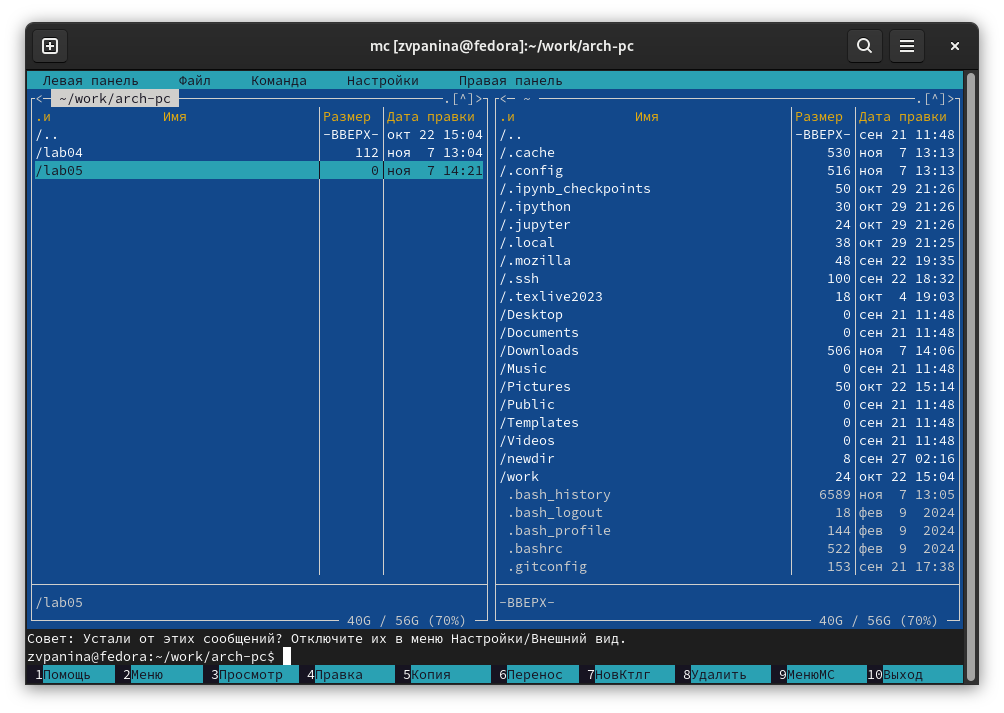 mc [zvpanina@fedora]:~/work/arch-pc
Левая панель Файл Команда Настройки Правая панель
<─ ~/work/arch-pc .[^]>
.и Имя Размер Дата правки
/.. -ВВЕРХ- окт 22 15:04
/lab04 112 ноя 7 13:04
/lab05 0 ноя 7 14:21
/lab05
40G / 56G (70%)
<─ ~ .[^]>
.и Имя Размер Дата правки
/.. -ВВЕРХ- сен 21 11:48
/.cache 530 ноя 7 13:13
/.config 516 ноя 7 13:13
/.ipynb_checkpoints 50 окт 29 21:26
/.ipython 30 окт 29 21:26
/.jupyter 24 окт 29 21:26
/.local 38 окт 29 21:25
/.mozilla 48 сен 22 19:35
/.ssh 100 сен 22 18:32
/.texlive2023 18 окт 4 19:03
/Desktop 0 сен 21 11:48
/Documents 0 сен 21 11:48
/Downloads 506 ноя 7 14:06
/Music 0 сен 21 11:48
/Pictures 50 окт 22 15:14
/Public 0 сен 21 11:48
/Templates 0 сен 21 11:48
/Videos 0 сен 21 11:48
/newdir 8 сен 27 02:16
/work 24 окт 22 15:04
.bash_history 6589 ноя 7 13:05
.bash_logout 18 фев 9 2024
.bash_profile 144 фев 9 2024
.bashrc 522 фев 9 2024
.gitconfig 153 сен 21 17:38
-ВВЕРХ-
40G / 56G (70%)
Совет: Устали от этих сообщений? Отключите их в меню Настройки/Внешний вид.
zvpanina@fedora:~/work/arch-pc$
1Помощь 2Меню 3Просмотр 4Правка 5Копия 6Перенос 7НовКтлг 8Удалить 9МенюМС 10Выход